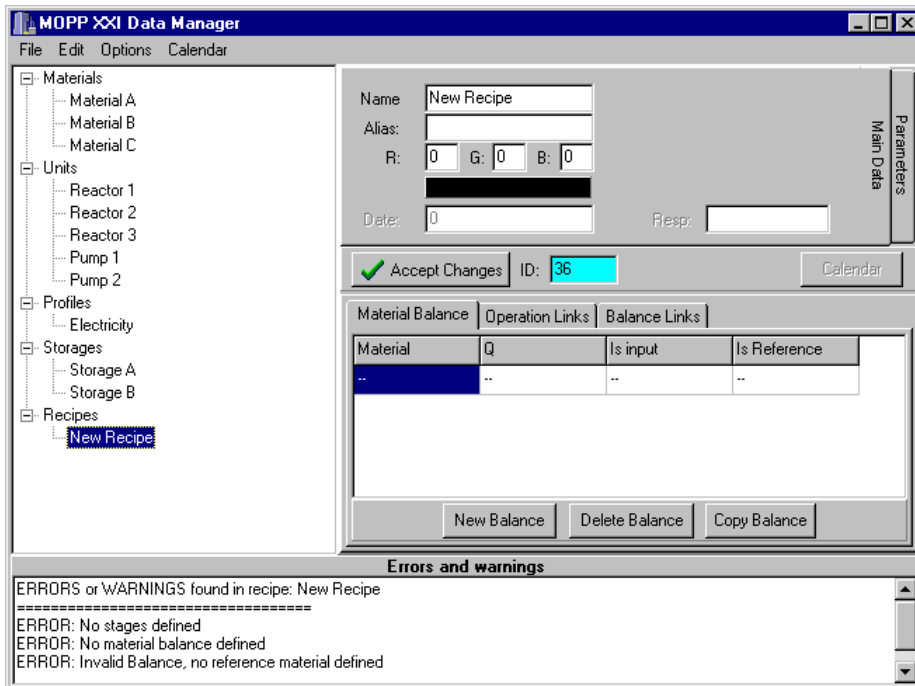 MOPP XXI Data Manager
File Edit Options Calendar
Materials
Material A
Material B
Material C
Units
Reactor 1
Reactor 2
Reactor 3
Pump 1
Pump 2
Profiles
Electricity
Storages
Storage A
Storage B
Recipes
New Recipe
Name New Recipe
Alias:
R: 0 G: 0 B: 0
Date: 0 Resp:
Main Data
Parameters
Accept Changes ID: 36 Calendar
Material Balance Operation Links Balance Links
Material Q Is input Is Reference
-- -- -- --
New Balance Delete Balance Copy Balance
Errors and warnings
ERRORS or WARNINGS found in recipe: New Recipe
===================================
ERROR: No stages defined
ERROR: No material balance defined
ERROR: Invalid Balance, no reference material defined